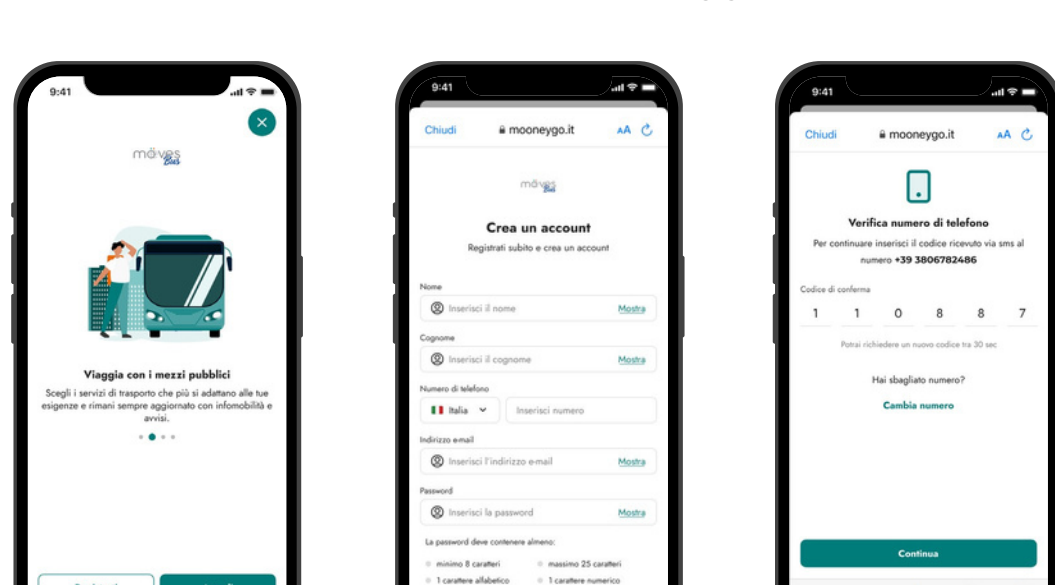 9:41
mäves
Bus
Viaggia con i mezzi pubblici
Scegli i servizi di trasporto che più si adattano alle tue
esigenze e rimani sempre aggiornato con infomobilità e
avvisi.
9:41
Chiudi mooneygo.it AA
mäves
Bus
Crea un account
Registrati subito e crea un account
Nome
Inserisci il nome Mostra
Cognome
Inserisci il cognome Mostra
Numero di telefono
Italia Inserisci numero
Indirizzo e-mail
Inserisci l'indirizzo e-mail Mostra
Password
Inserisci la password Mostra
La password deve contenere almeno:
minimo 8 caratteri massimo 25 caratteri
1 carattere alfabetico 1 carattere numerico
9:41
Chiudi mooneygo.it AA
Verifica numero di telefono
Per continuare inserisci il codice ricevuto via sms al
numero +39 3806782486
Codice di conferma
1 1 0 8 8 7
Potrai richiedere un nuovo codice tra 30 sec
Hai sbagliato numero?
Cambia numero
Continua